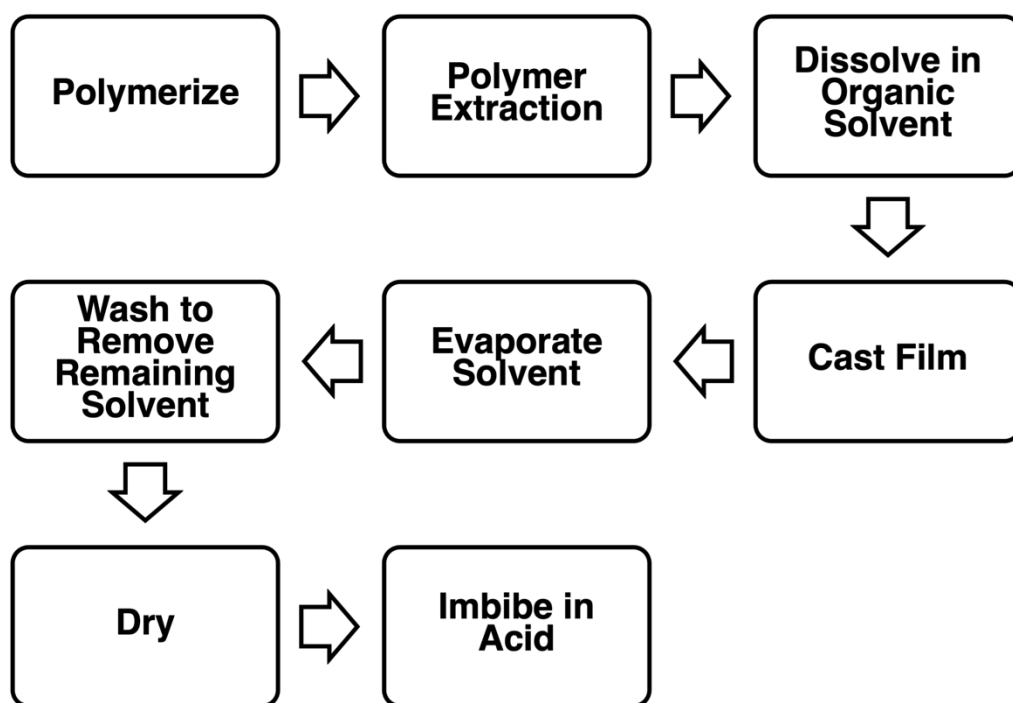 Polymerize
Polymer
Extraction
Dissolve in
Organic
Solvent
Cast Film
Evaporate
Solvent
Wash to
Remove
Remaining
Solvent
Dry
Imbibe in
Acid